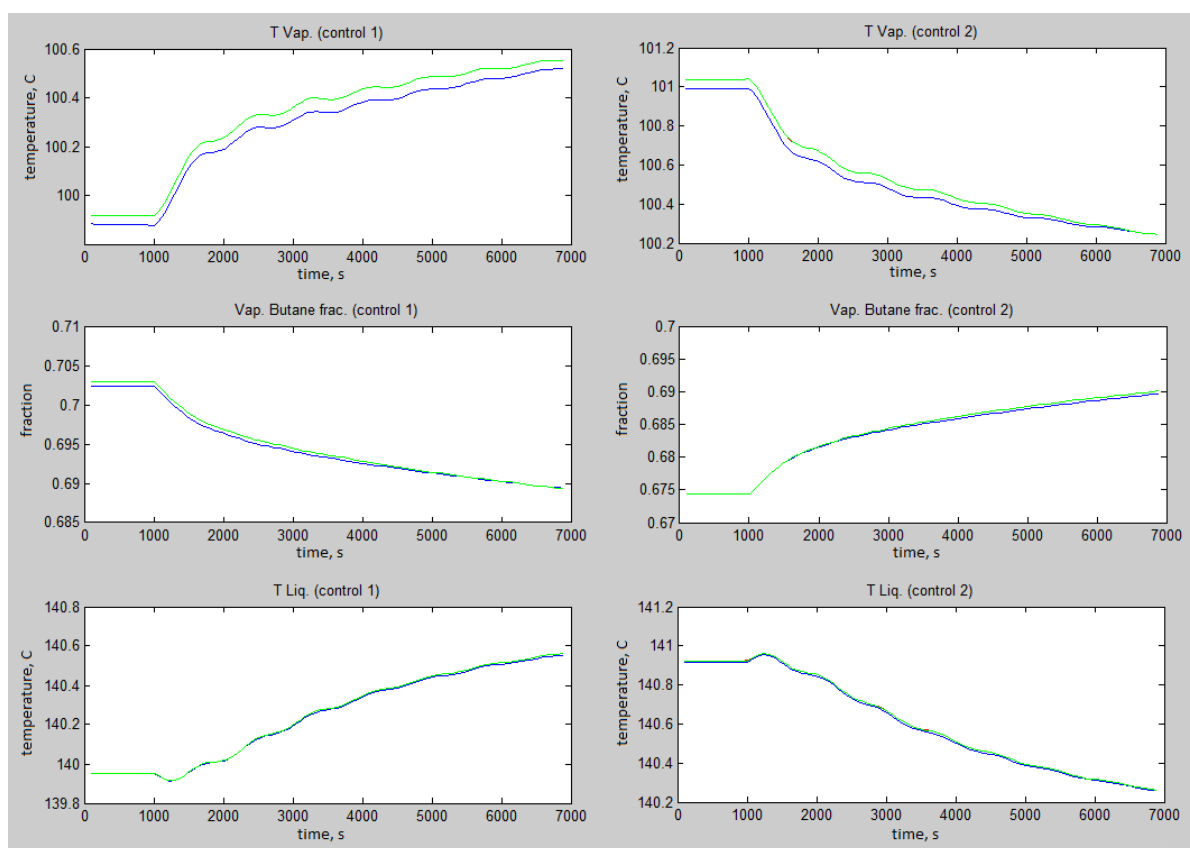 T Vap. (control 1)
100.6
100.4
100.2
100
temperature, C
0 1000 2000 3000 4000 5000 6000 7000
time, s
T Vap. (control 2)
101.2
101
100.8
100.6
100.4
100.2
temperature, C
0 1000 2000 3000 4000 5000 6000 7000
time, s
Vap. Butane frac. (control 1)
0.71
0.705
0.7
0.695
0.69
0.685
fraction
0 1000 2000 3000 4000 5000 6000 7000
time, s
Vap. Butane frac. (control 2)
0.7
0.695
0.69
0.685
0.68
0.675
0.67
fraction
0 1000 2000 3000 4000 5000 6000 7000
time, s
T Liq. (control 1)
140.8
140.6
140.4
140.2
140
139.8
temperature, C
0 1000 2000 3000 4000 5000 6000 7000
time, s
T Liq. (control 2)
141.2
141
140.8
140.6
140.4
140.2
temperature, C
0 1000 2000 3000 4000 5000 6000 7000
time, s